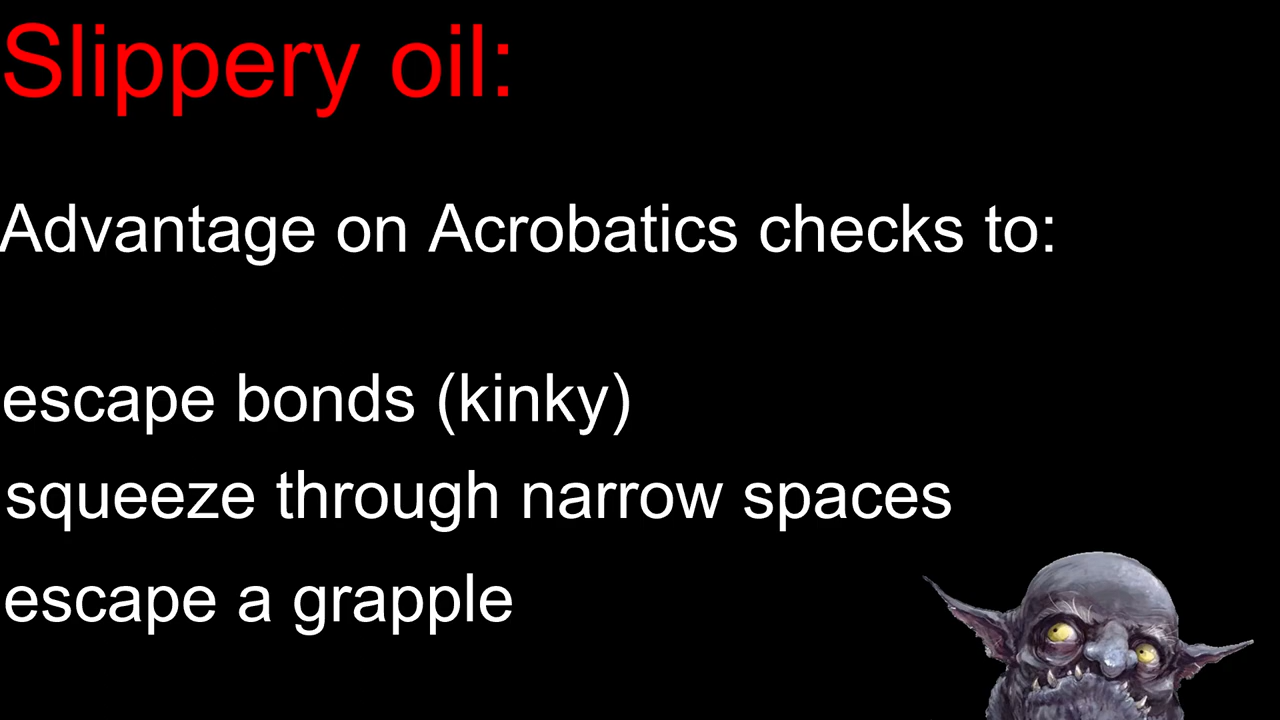 Slippery oil:
Advantage on Acrobatics checks to:
escape bonds (kinky)
squeeze through narrow spaces
escape a grapple